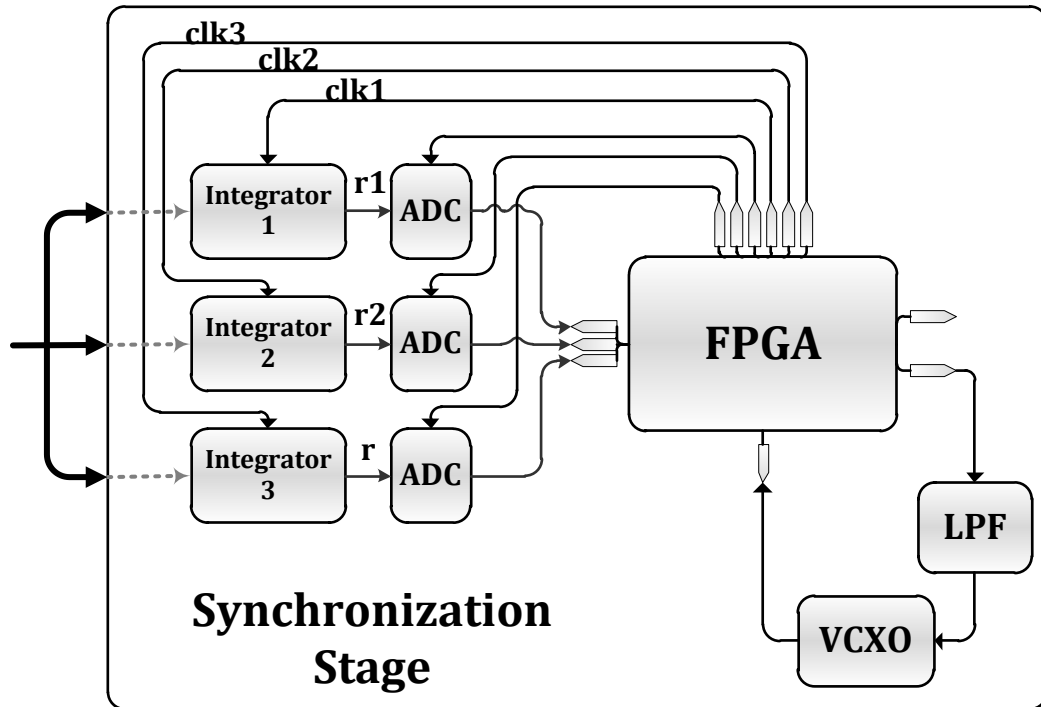 clk3
clk2
clk1
Integrator
1
r1
ADC
Integrator
2
r2
ADC
FPGA
Integrator
3
r
ADC
LPF
VCXO
Synchronization
Stage